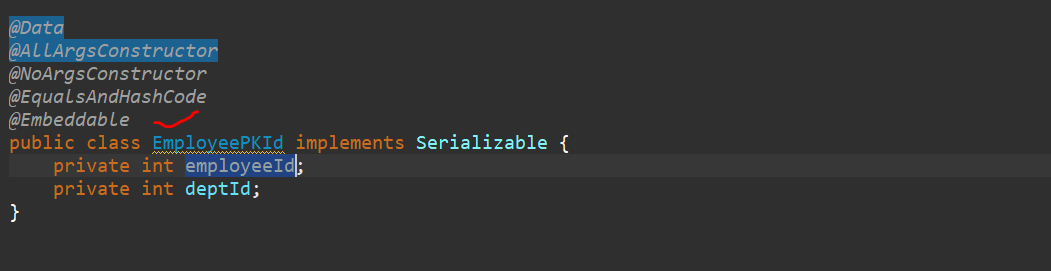 @Data
@AllArgsConstructor
@NoArgsConstructor
@EqualsAndHashCode
@Embeddable
public class EmployeePKId implements Serializable {
    private int employeeId;
    private int deptId;
}